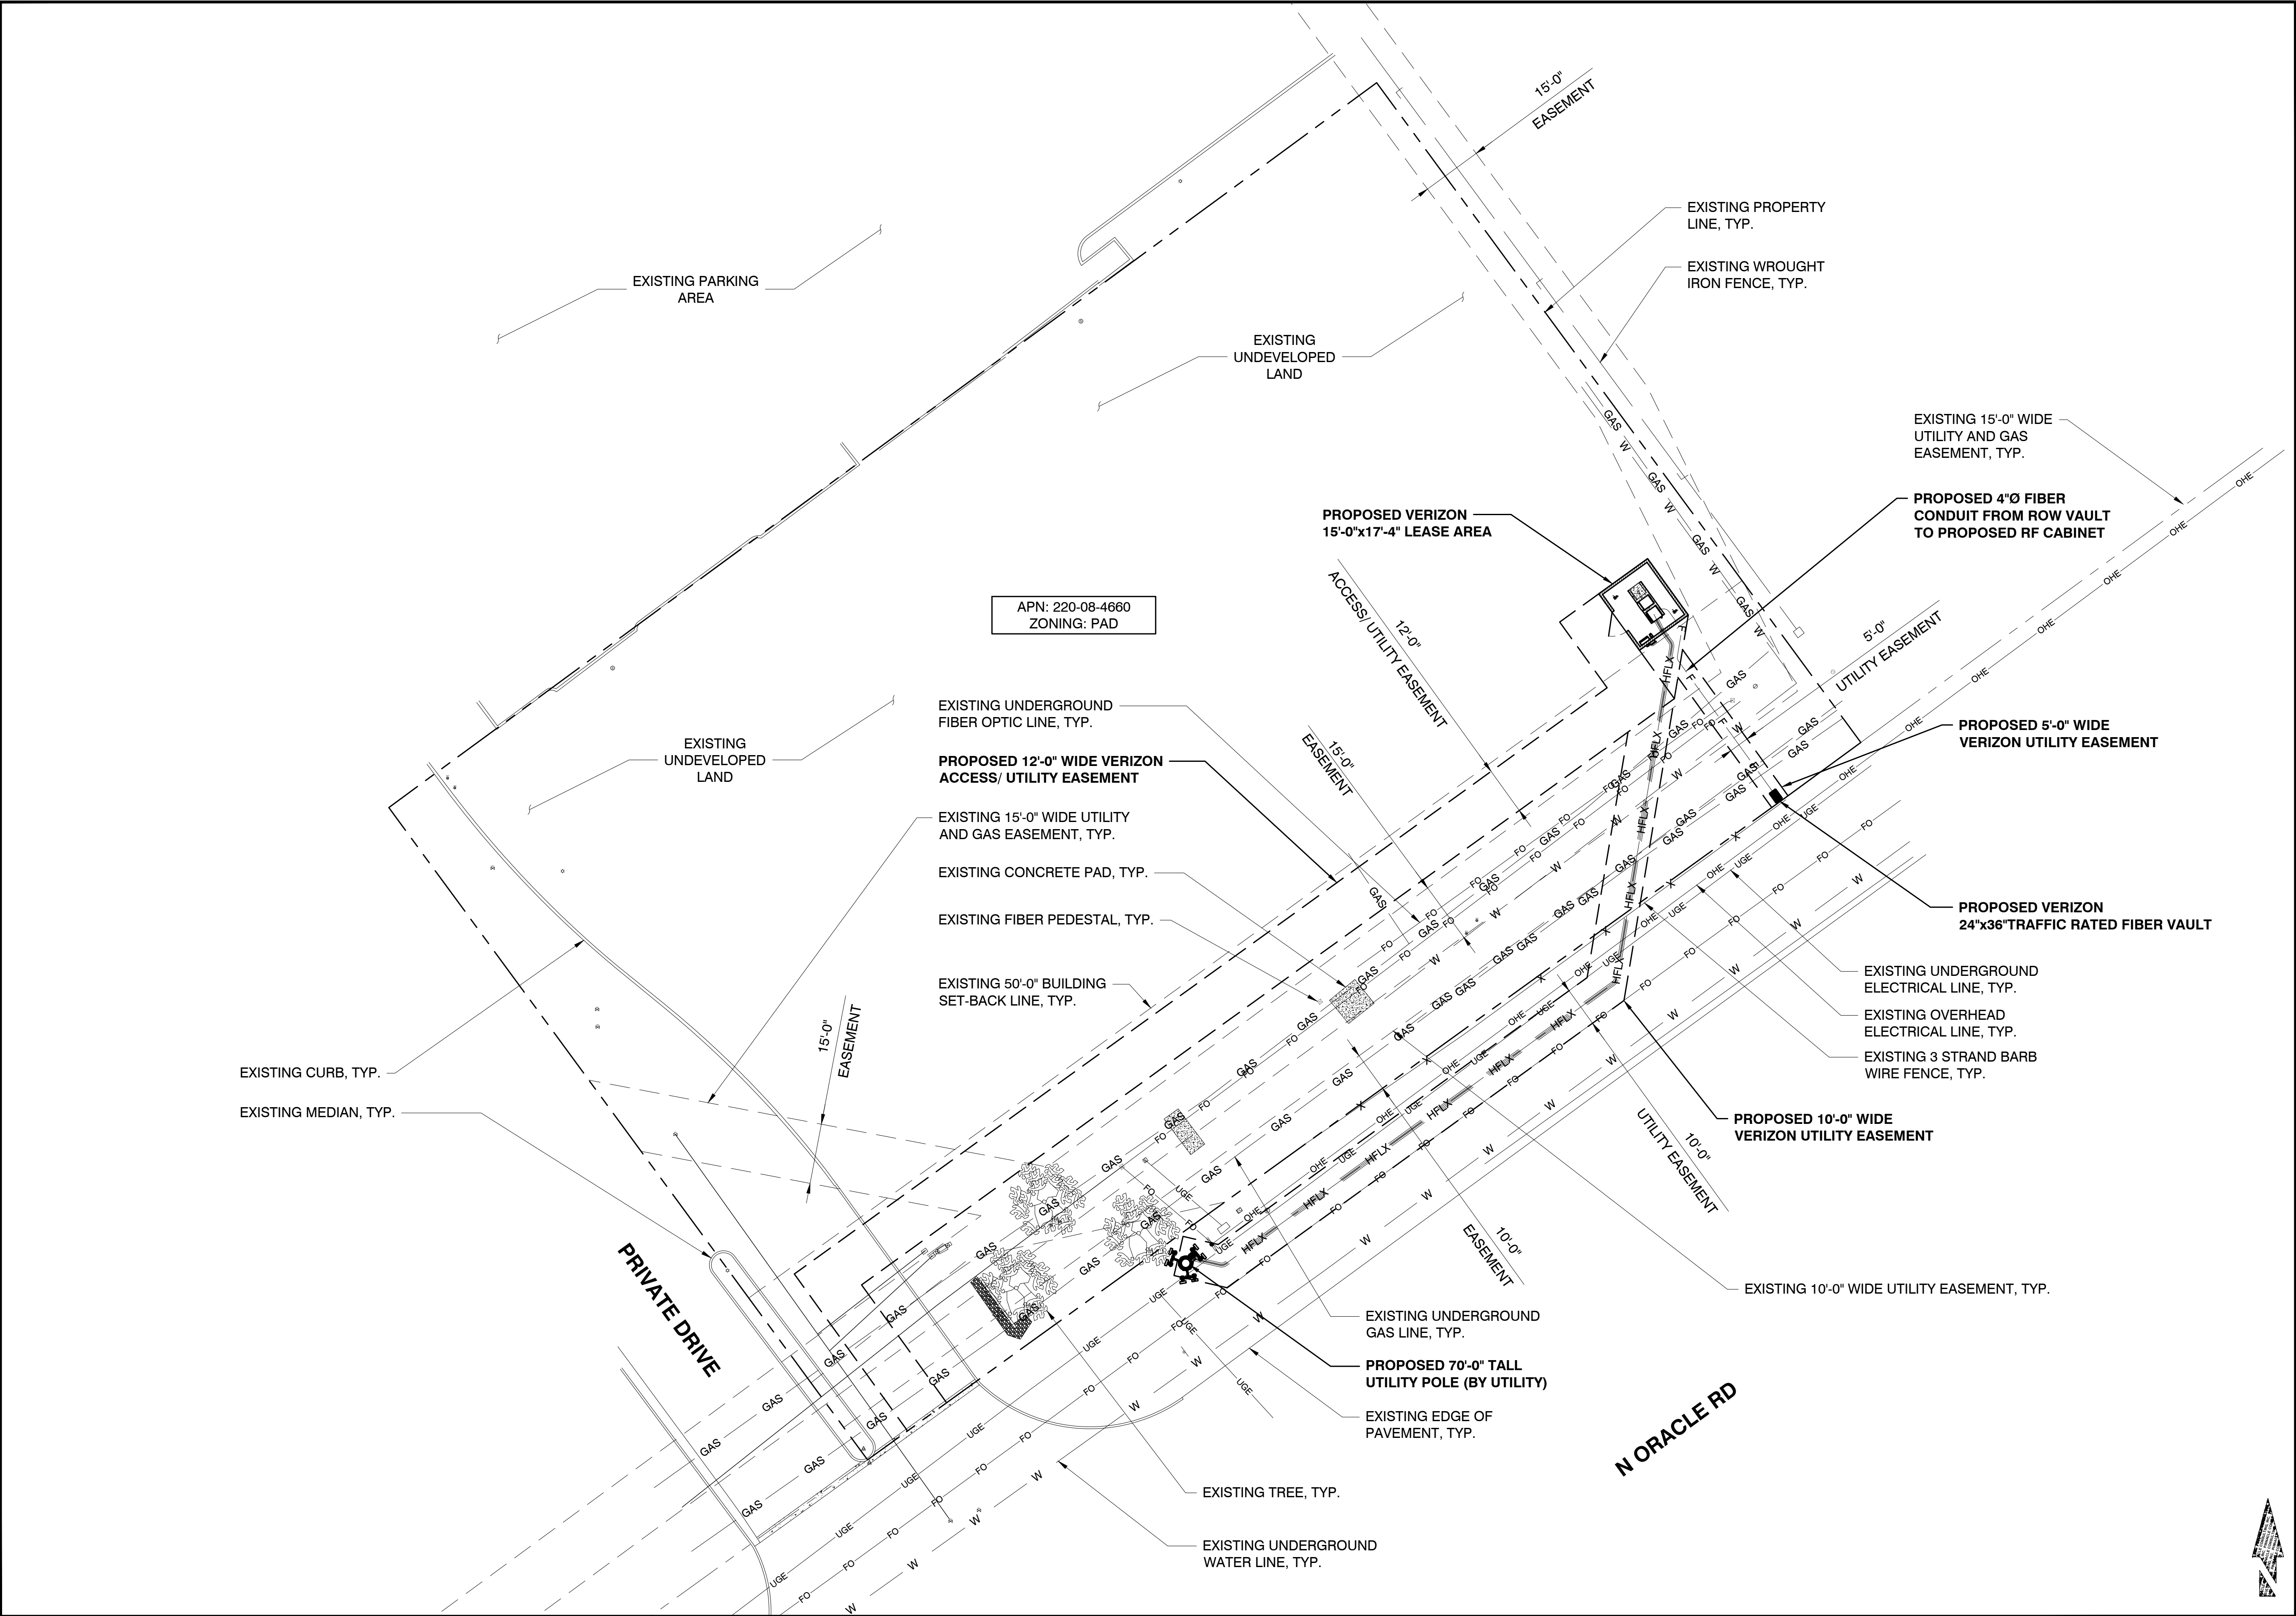 15'-0"
EASEMENT
EXISTING PROPERTY
LINE, TYP.
EXISTING WROUGHT
IRON FENCE, TYP.
EXISTING PARKING
AREA
EXISTING
UNDEVELOPED
LAND
EXISTING 15'-0" WIDE
UTILITY AND GAS
EASEMENT, TYP.
PROPOSED 4"Ø FIBER
CONDUIT FROM ROW VAULT
TO PROPOSED RF CABINET
PROPOSED VERIZON
15'-0"x17'-4" LEASE AREA
APN: 220-08-4660
ZONING: PAD
12'-0"
ACCESS/ UTILITY EASEMENT
5'-0"
UTILITY EASEMENT
EXISTING UNDERGROUND
FIBER OPTIC LINE, TYP.
15'-0"
EASEMENT
PROPOSED 5'-0" WIDE
VERIZON UTILITY EASEMENT
EXISTING
UNDEVELOPED
LAND
PROPOSED 12'-0" WIDE VERIZON
ACCESS/ UTILITY EASEMENT
EXISTING 15'-0" WIDE UTILITY
AND GAS EASEMENT, TYP.
EXISTING CONCRETE PAD, TYP.
EXISTING FIBER PEDESTAL, TYP.
PROPOSED VERIZON
24"x36"TRAFFIC RATED FIBER VAULT
EXISTING 50'-0" BUILDING
SET-BACK LINE, TYP.
EXISTING UNDERGROUND
ELECTRICAL LINE, TYP.
EXISTING OVERHEAD
ELECTRICAL LINE, TYP.
EXISTING 3 STRAND BARB
WIRE FENCE, TYP.
15'-0"
EASEMENT
EXISTING CURB, TYP.
EXISTING MEDIAN, TYP.
PROPOSED 10'-0" WIDE
VERIZON UTILITY EASEMENT
10'-0"
UTILITY EASEMENT
10'-0"
EASEMENT
EXISTING 10'-0" WIDE UTILITY EASEMENT, TYP.
PRIVATE DRIVE
EXISTING UNDERGROUND
GAS LINE, TYP.
PROPOSED 70'-0" TALL
UTILITY POLE (BY UTILITY)
EXISTING EDGE OF
PAVEMENT, TYP.
N ORACLE RD
EXISTING TREE, TYP.
EXISTING UNDERGROUND
WATER LINE, TYP.
GAS
W
OHE
UGE
FO
HFLX
F
X
N